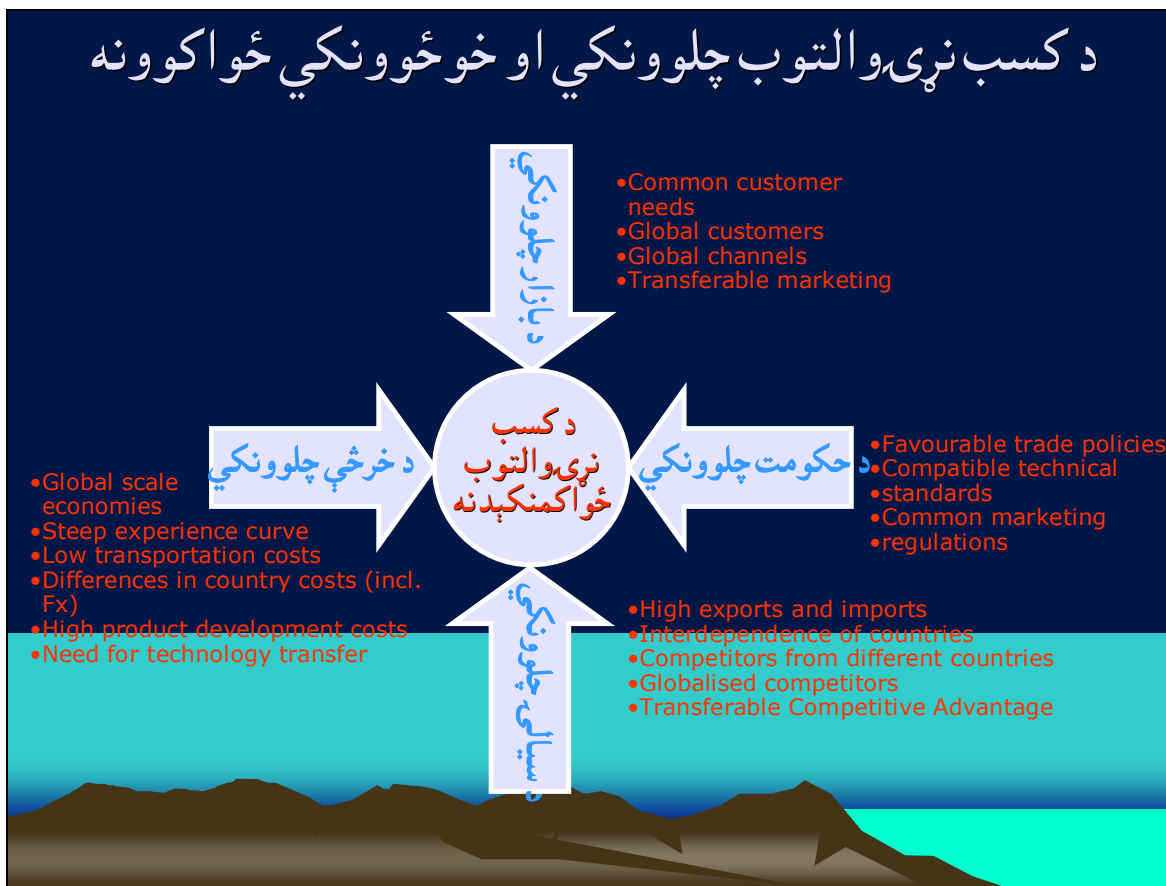 د کسب نړۍوالتوب چلوونکي او خوځوونکي ځواکوونه
د بازار چلوونکي
•Common customer
needs
•Global customers
•Global channels
•Transferable marketing
د کسب
نړۍوالتوب
ځواکمنکېدنه
د خرڅې چلوونکي
د حکومت چلوونکي
•Favourable trade policies
•Compatible technical
•standards
•Common marketing
•regulations
•Global scale
economies
•Steep experience curve
•Low transportation costs
•Differences in country costs (incl.
Fx)
•High product development costs
•Need for technology transfer
د سيالۍ چلوونکي
•High exports and imports
•Interdependence of countries
•Competitors from different countries
•Globalised competitors
•Transferable Competitive Advantage